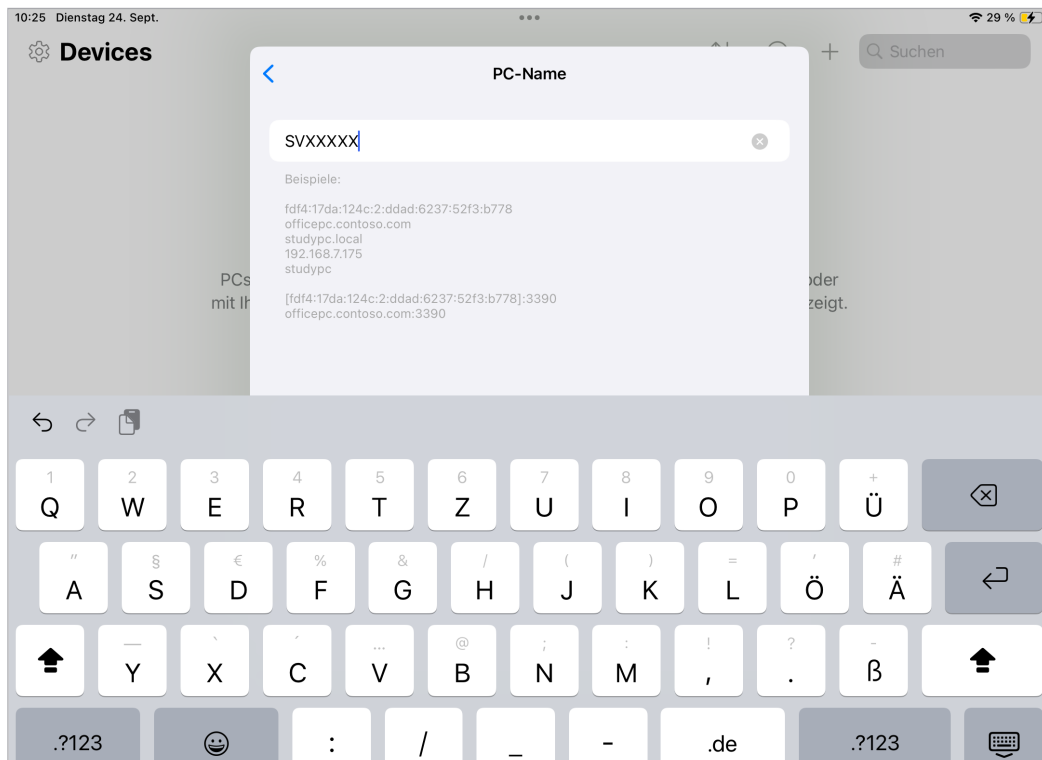 10:25 Dienstag 24. Sept.
29 %
Devices
Suchen
PC-Name
SVXXXXX
Beispiele:
fdf4:17da:124c:2:ddad:6237:52f3:b778
officepc.contoso.com
studypc.local
192.168.7.175
studypc
[fdf4:17da:124c:2:ddad:6237:52f3:b778]:3390
officepc.contoso.com:3390
PCs oder
mit Ih zeigt.
1 2 3 4 5 6 7 8 9 0 +
Q W E R T Z U I O P Ü
" § € % & / ( ) = ' #
A S D F G H J K L Ö Ä
— ` ´ ... @ ; : ! ? -
Y X C V B N M , . ß
.?123 : / _ - .de .?123